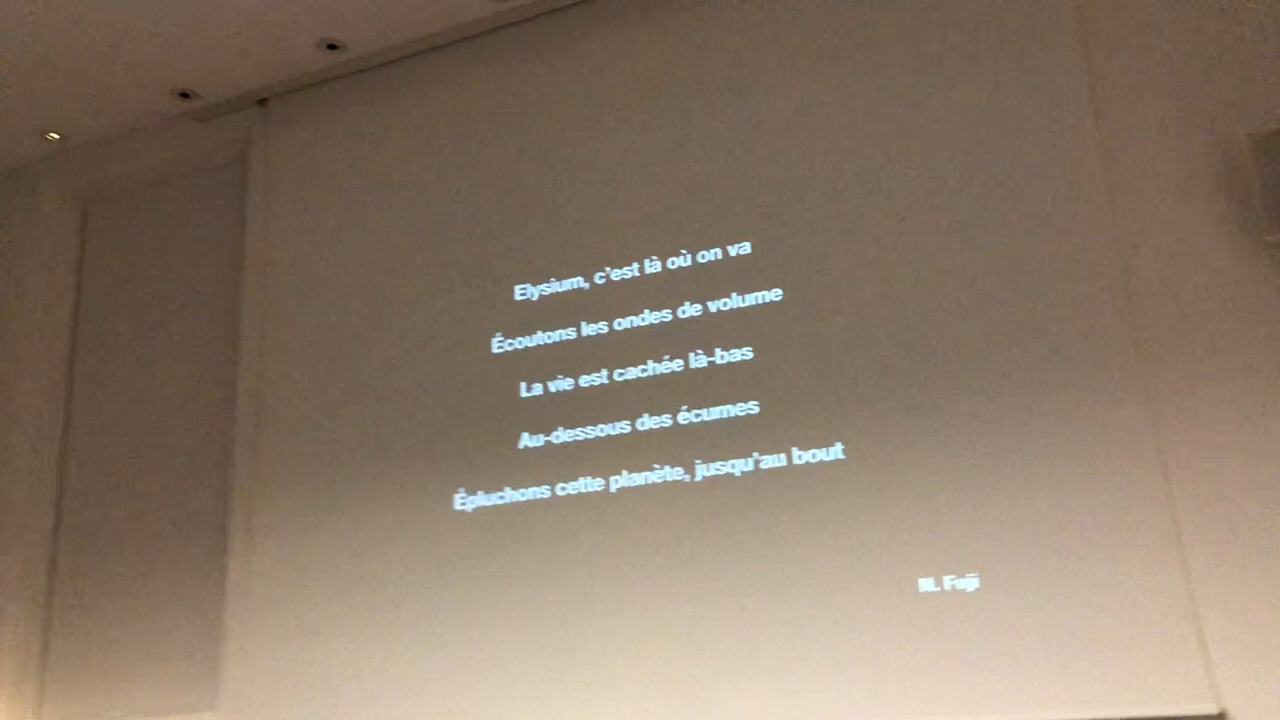 Elysium, c'est là où on va
Écoutons les ondes de volume
La vie est cachée là-bas
Au-dessous des écumes
Épluchons cette planète, jusqu'au bout
N. Fuji